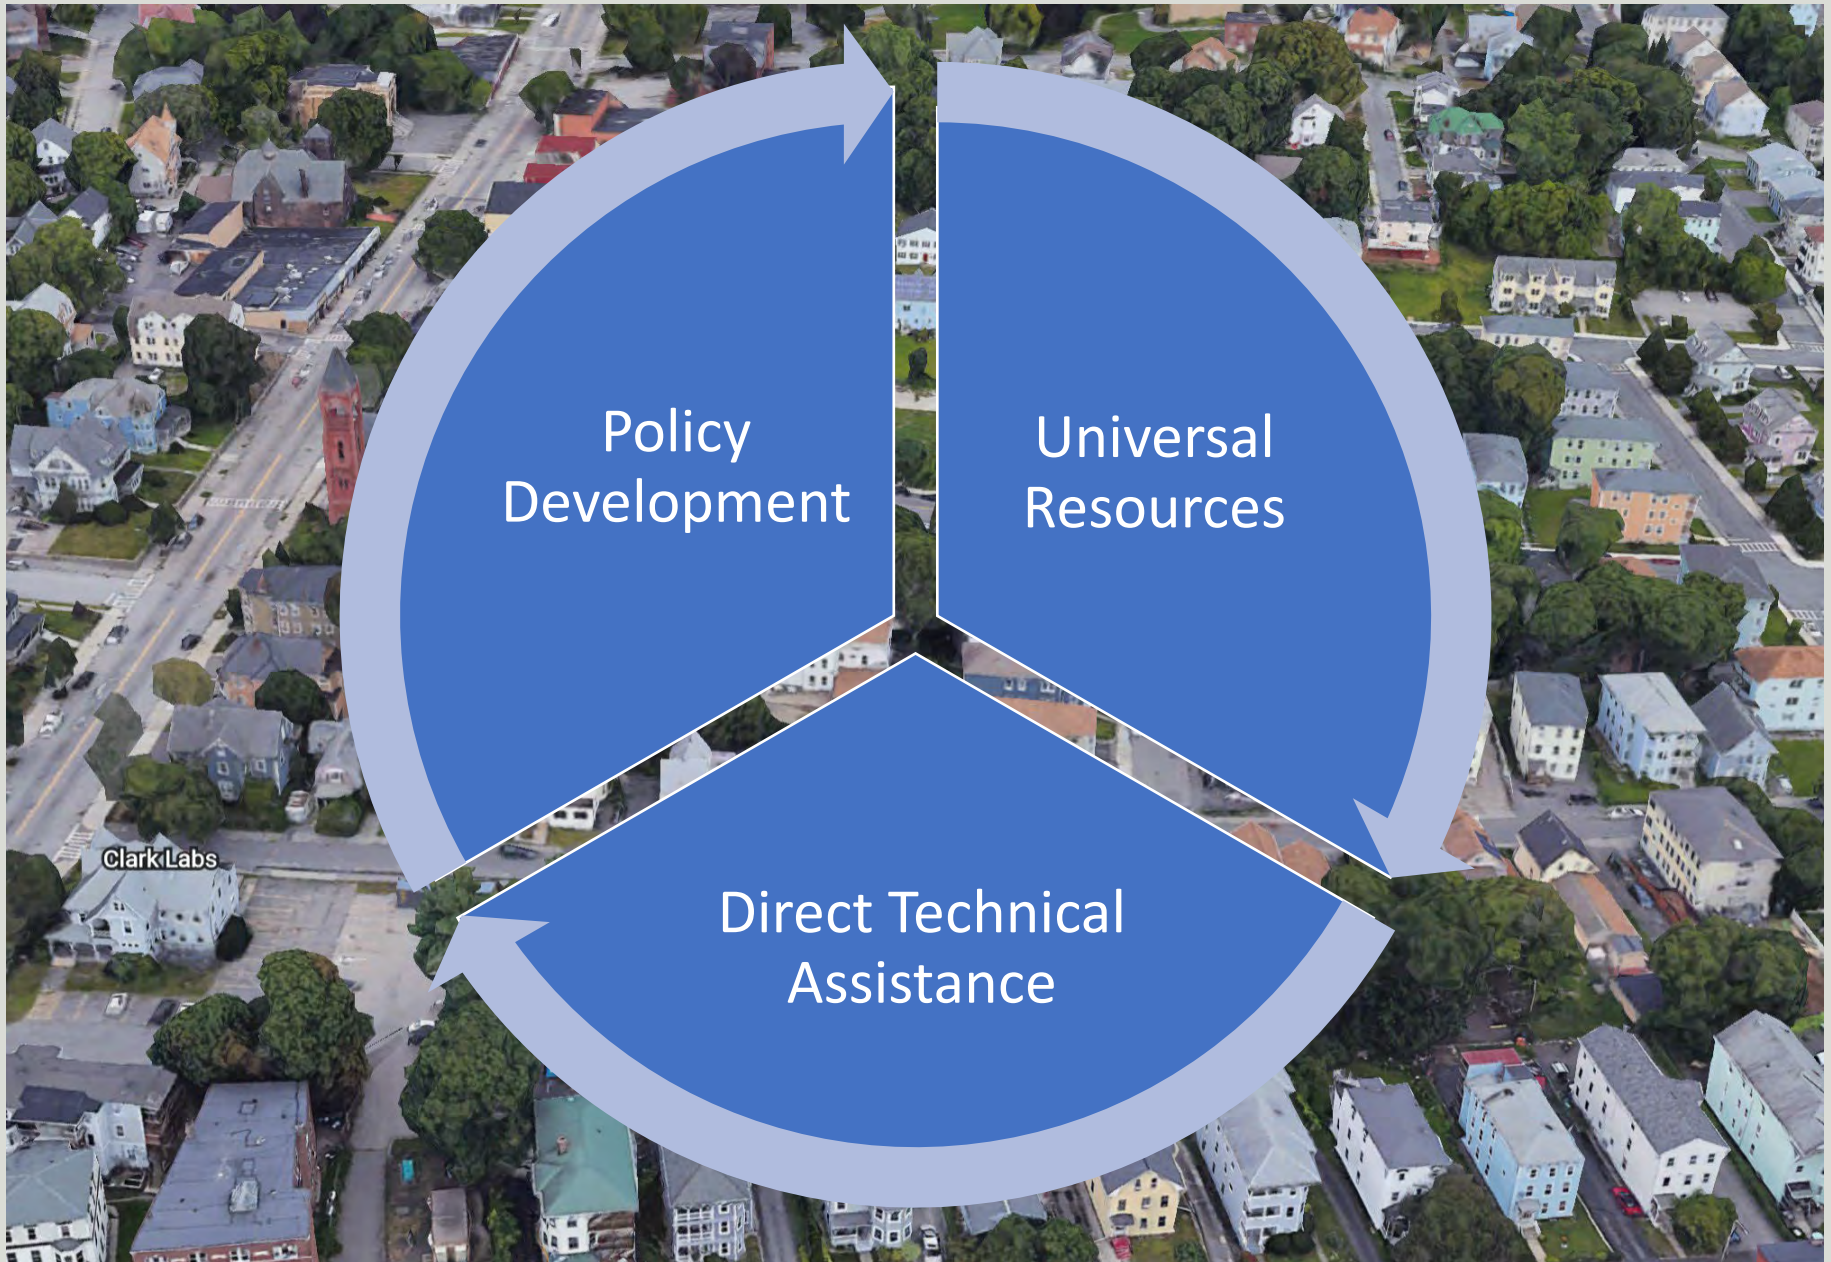 Policy
Development
Universal
Resources
Direct Technical
Assistance
Clark Labs